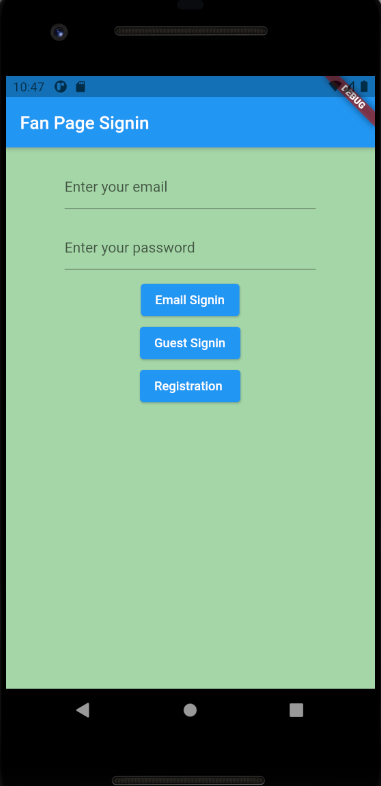 10:47
DEBUG
Fan Page Signin
Enter your email
Enter your password
Email Signin
Guest Signin
Registration